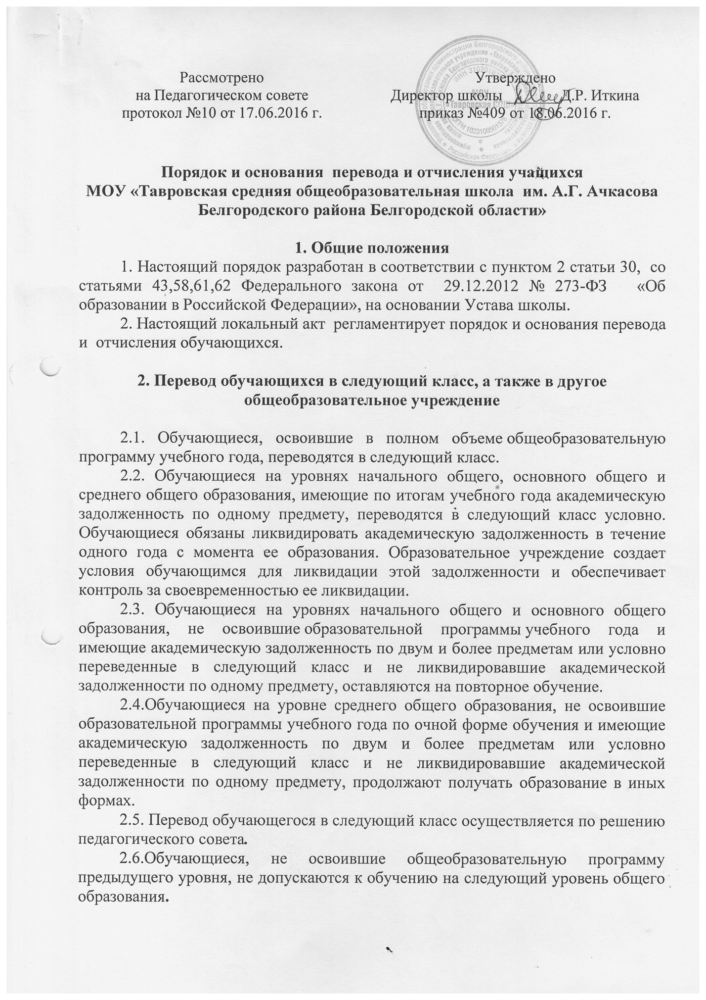 Рассмотрено
на Педагогическом совете
протокол №10 от 17.06.2016 г.
Утверждено
Директор школы ________ Д.Р. Иткина
приказ №409 от 18.06.2016 г.
МОУ
«Тавровская СОШ»
ОГРН 1033100501378
Порядок и основания перевода и отчисления учащихся
МОУ «Тавровская средняя общеобразовательная школа им. А.Г. Ачкасова
Белгородского района Белгородской области»
1. Общие положения
1. Настоящий порядок разработан в соответствии с пунктом 2 статьи 30, со
статьями 43,58,61,62 Федерального закона от 29.12.2012 № 273-ФЗ «Об
образовании в Российской Федерации», на основании Устава школы.
2. Настоящий локальный акт регламентирует порядок и основания перевода
и отчисления обучающихся.
2. Перевод обучающихся в следующий класс, а также в другое
общеобразовательное учреждение
2.1. Обучающиеся, освоившие в полном объеме общеобразовательную
программу учебного года, переводятся в следующий класс.
2.2. Обучающиеся на уровнях начального общего, основного общего и
среднего общего образования, имеющие по итогам учебного года академическую
задолженность по одному предмету, переводятся в следующий класс условно.
Обучающиеся обязаны ликвидировать академическую задолженность в течение
одного года с момента ее образования. Образовательное учреждение создает
условия обучающимся для ликвидации этой задолженности и обеспечивает
контроль за своевременностью ее ликвидации.
2.3. Обучающиеся на уровнях начального общего и основного общего
образования, не освоившие образовательной программы учебного года и
имеющие академическую задолженность по двум и более предметам или условно
переведенные в следующий класс и не ликвидировавшие академической
задолженности по одному предмету, оставляются на повторное обучение.
2.4.Обучающиеся на уровне среднего общего образования, не освоившие
образовательной программы учебного года по очной форме обучения и имеющие
академическую задолженность по двум и более предметам или условно
переведенные в следующий класс и не ликвидировавшие академической
задолженности по одному предмету, продолжают получать образование в иных
формах.
2.5. Перевод обучающегося в следующий класс осуществляется по решению
педагогического совета.
2.6.Обучающиеся, не освоившие общеобразовательную программу
предыдущего уровня, не допускаются к обучению на следующий уровень общего
образования.